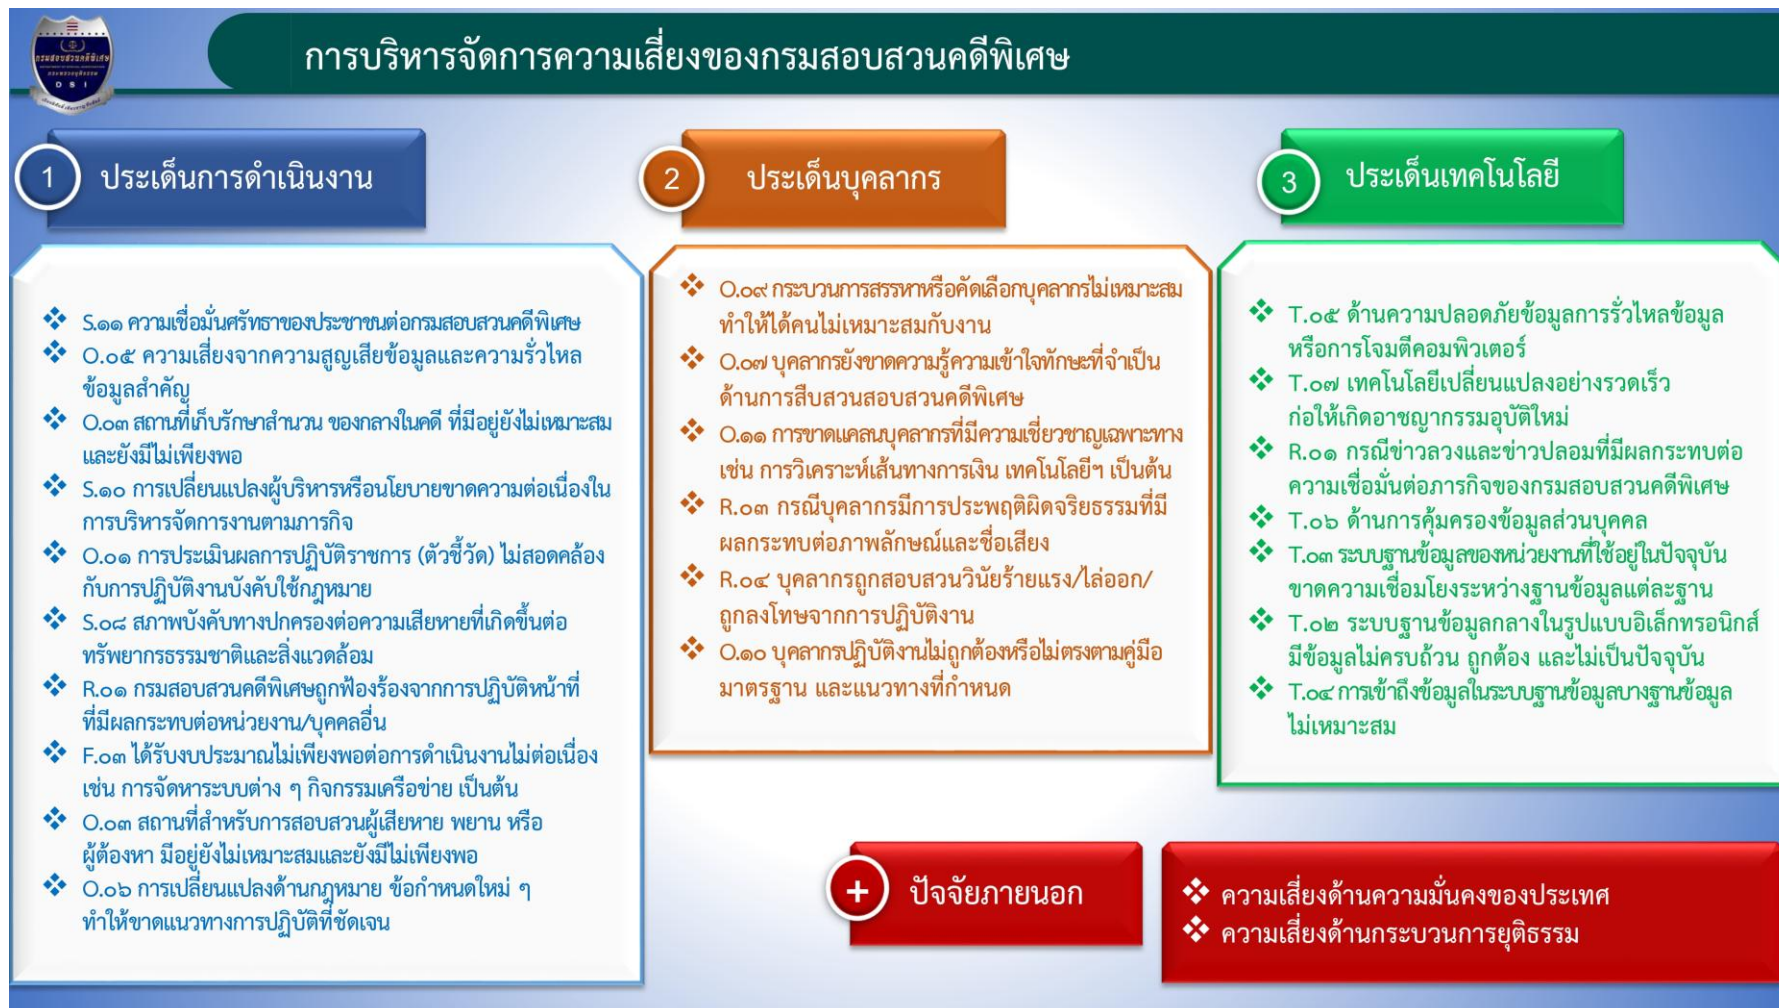 กรมสอบสวนคดีพิเศษ
DSI
การบริหารจัดการความเสี่ยงของกรมสอบสวนคดีพิเศษ
1 ประเด็นการดำเนินงาน
❖ S.๑๑ ความเชื่อมั่นศรัทธาของประชาชนต่อกรมสอบสวนคดีพิเศษ
❖ O.๐๕ ความเสี่ยงจากความสูญเสียข้อมูลและความรั่วไหล
ข้อมูลสำคัญ
❖ O.๐๓ สถานที่เก็บรักษาสำนวน ของกลางในคดี ที่มีอยู่ยังไม่เหมาะสม
และยังมีไม่เพียงพอ
❖ S.๑๐ การเปลี่ยนแปลงผู้บริหารหรือนโยบายขาดความต่อเนื่องใน
การบริหารจัดการงานตามภารกิจ
❖ O.๐๑ การประเมินผลการปฏิบัติราชการ (ตัวชี้วัด) ไม่สอดคล้อง
กับการปฏิบัติงานบังคับใช้กฎหมาย
❖ S.๐๘ สภาพบังคับทางปกครองต่อความเสียหายที่เกิดขึ้นต่อ
ทรัพยากรธรรมชาติและสิ่งแวดล้อม
❖ R.๐๑ กรมสอบสวนคดีพิเศษถูกฟ้องร้องจากการปฏิบัติหน้าที่
ที่มีผลกระทบต่อหน่วยงาน/บุคคลอื่น
❖ F.๐๓ ได้รับงบประมาณไม่เพียงพอต่อการดำเนินงานไม่ต่อเนื่อง
เช่น การจัดหาระบบต่าง ๆ กิจกรรมเครือข่าย เป็นต้น
❖ O.๐๓ สถานที่สำหรับการสอบสวนผู้เสียหาย พยาน หรือ
ผู้ต้องหา มีอยู่ยังไม่เหมาะสมและยังมีไม่เพียงพอ
❖ O.๐๖ การเปลี่ยนแปลงด้านกฎหมาย ข้อกำหนดใหม่ ๆ
ทำให้ขาดแนวทางการปฏิบัติที่ชัดเจน
2 ประเด็นบุคลากร
❖ O.๐๙ กระบวนการสรรหาหรือคัดเลือกบุคลากรไม่เหมาะสม
ทำให้ได้คนไม่เหมาะสมกับงาน
❖ O.๐๗ บุคลากรยังขาดความรู้ความเข้าใจทักษะที่จำเป็น
ด้านการสืบสวนสอบสวนคดีพิเศษ
❖ O.๑๑ การขาดแคลนบุคลากรที่มีความเชี่ยวชาญเฉพาะทาง
เช่น การวิเคราะห์เส้นทางการเงิน เทคโนโลยีฯ เป็นต้น
❖ R.๐๓ กรณีบุคลากรมีการประพฤติผิดจริยธรรมที่มี
ผลกระทบต่อภาพลักษณ์และชื่อเสียง
❖ R.๐๔ บุคลากรถูกสอบสวนวินัยร้ายแรง/ไล่ออก/
ถูกลงโทษจากการปฏิบัติงาน
❖ O.๑๐ บุคลากรปฏิบัติงานไม่ถูกต้องหรือไม่ตรงตามคู่มือ
มาตรฐาน และแนวทางที่กำหนด
3 ประเด็นเทคโนโลยี
❖ T.๐๕ ด้านความปลอดภัยข้อมูลการรั่วไหลข้อมูล
หรือการโจมตีคอมพิวเตอร์
❖ T.๐๗ เทคโนโลยีเปลี่ยนแปลงอย่างรวดเร็ว
ก่อให้เกิดอาชญากรรมอุบัติใหม่
❖ R.๐๑ กรณีข่าวลวงและข่าวปลอมที่มีผลกระทบต่อ
ความเชื่อมั่นต่อภารกิจของกรมสอบสวนคดีพิเศษ
❖ T.๐๖ ด้านการคุ้มครองข้อมูลส่วนบุคคล
❖ T.๐๓ ระบบฐานข้อมูลของหน่วยงานที่ใช้อยู่ในปัจจุบัน
ขาดความเชื่อมโยงระหว่างฐานข้อมูลแต่ละฐาน
❖ T.๐๒ ระบบฐานข้อมูลกลางในรูปแบบอิเล็กทรอนิกส์
มีข้อมูลไม่ครบถ้วน ถูกต้อง และไม่เป็นปัจจุบัน
❖ T.๐๔ การเข้าถึงข้อมูลในระบบฐานข้อมูลบางฐานข้อมูล
ไม่เหมาะสม
+ ปัจจัยภายนอก
❖ ความเสี่ยงด้านความมั่นคงของประเทศ
❖ ความเสี่ยงด้านกระบวนการยุติธรรม